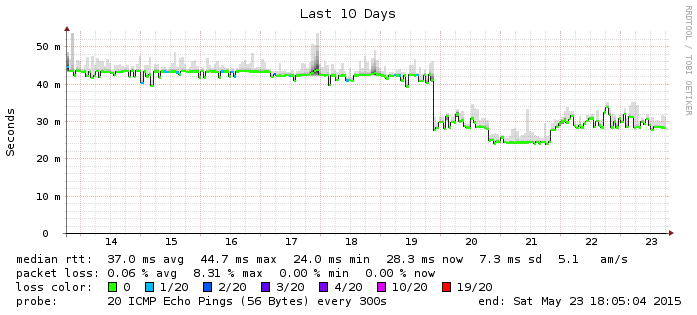 Last 10 Days
RRDTOOL / TOBI OETIKER
Seconds
50 m
40 m
30 m
20 m
10 m
0
14 15 16 17 18 19 20 21 22 23
median rtt: 37.0 ms avg 44.7 ms max 24.0 ms min 28.3 ms now 7.3 ms sd 5.1 am/s
packet loss: 0.06 % avg 8.31 % max 0.00 % min 0.00 % now
loss color: 0 1/20 2/20 3/20 4/20 10/20 19/20
probe: 20 ICMP Echo Pings (56 Bytes) every 300s end: Sat May 23 18:05:04 2015